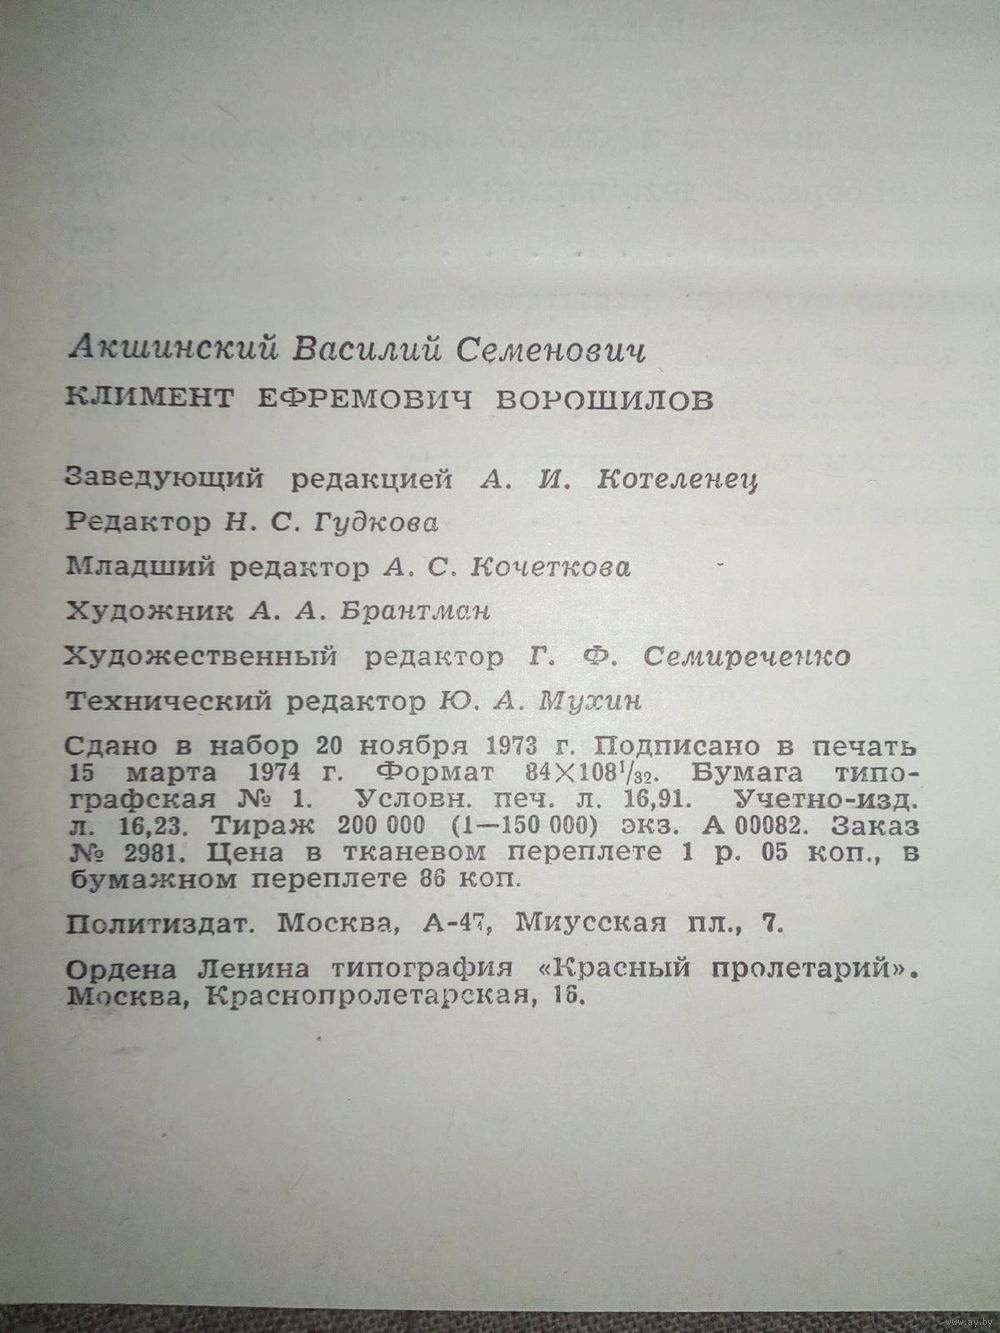 Акшинский Василий Семенович
КЛИМЕНТ ЕФРЕМОВИЧ ВОРОШИЛОВ
Заведующий редакцией А. И. Котеленец
Редактор Н. С. Гудкова
Младший редактор А. С. Кочеткова
Художник А. А. Брантман
Художественный редактор Г. Ф. Семиреченко
Технический редактор Ю. А. Мухин
Сдано в набор 20 ноября 1973 г. Подписано в печать
15 марта 1974 г. Формат 84×108¹/₃₂. Бумага типо-
графская № 1. Условн. печ. л. 16,91. Учетно-изд.
л. 16,23. Тираж 200 000 (1—150 000) экз. А 00082. Заказ
№ 2981. Цена в тканевом переплете 1 р. 05 коп., в
бумажном переплете 86 коп.
Политиздат. Москва, А-47, Миусская пл., 7.
Ордена Ленина типография «Красный пролетарий».
Москва, Краснопролетарская, 16.
www.ay.by